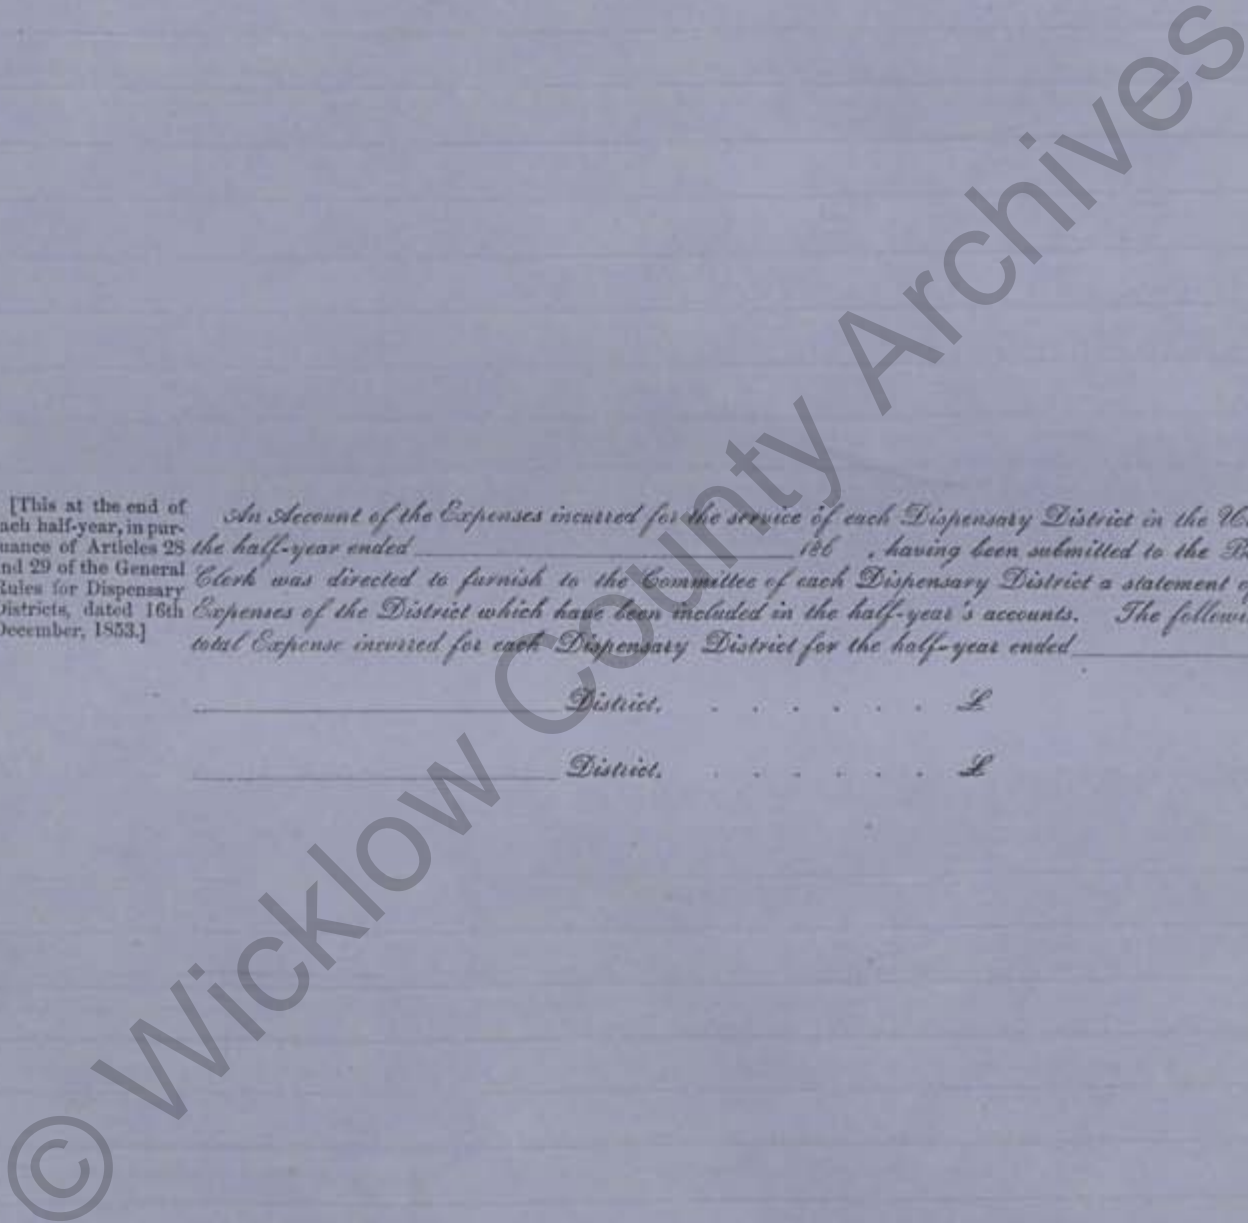 [This at the end of
ach half-year, in pur-
uance of Articles 28
nd 29 of the General
Rules for Dispensary
Districts, dated 16th
December, 1853.]
An Account of the Expenses incurred for the service of each Dispensary District in the
the half-year ended 186 , having been submitted to the
Clerk was directed to furnish to the Committee of each Dispensary District a statement of
Expenses of the District which have been included in the half-year's accounts. The followi
total Expense incurred for each Dispensary District for the half-year ended
District, . . . . . . £
District, . . . . . . £
© Wicklow County Archives